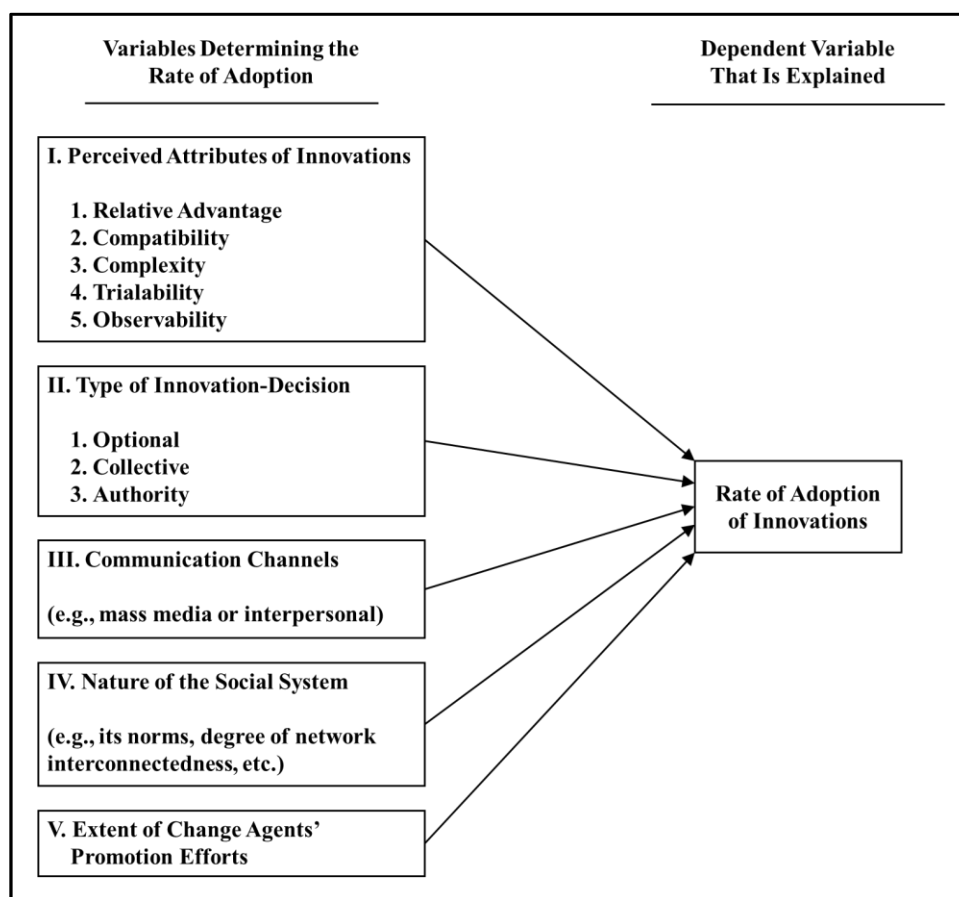 Variables Determining the
Rate of Adoption
Dependent Variable
That Is Explained
I. Perceived Attributes of Innovations
1. Relative Advantage
2. Compatibility
3. Complexity
4. Trialability
5. Observability
II. Type of Innovation-Decision
1. Optional
2. Collective
3. Authority
III. Communication Channels
(e.g., mass media or interpersonal)
IV. Nature of the Social System
(e.g., its norms, degree of network
interconnectedness, etc.)
V. Extent of Change Agents’
Promotion Efforts
Rate of Adoption
of Innovations